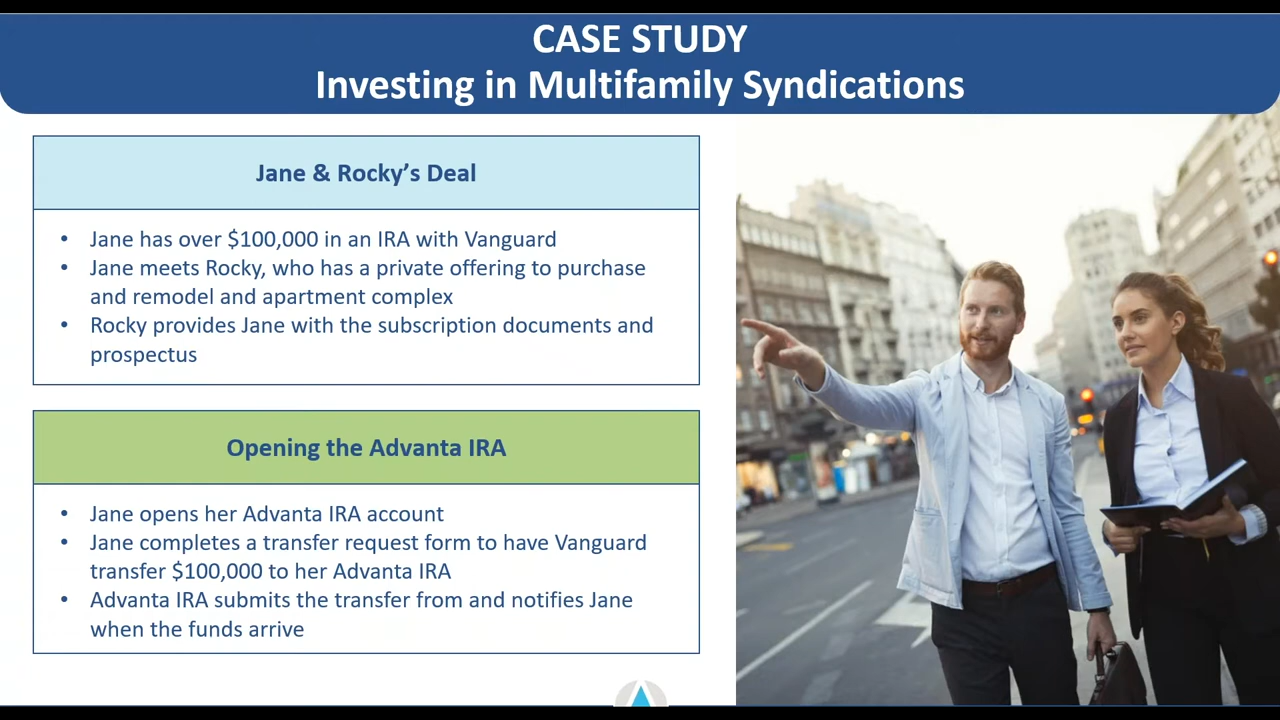 CASE STUDY
Investing in Multifamily Syndications
Jane & Rocky’s Deal
• Jane has over $100,000 in an IRA with Vanguard
• Jane meets Rocky, who has a private offering to purchase
and remodel and apartment complex
• Rocky provides Jane with the subscription documents and
prospectus
Opening the Advanta IRA
• Jane opens her Advanta IRA account
• Jane completes a transfer request form to have Vanguard
transfer $100,000 to her Advanta IRA
• Advanta IRA submits the transfer from and notifies Jane
when the funds arrive